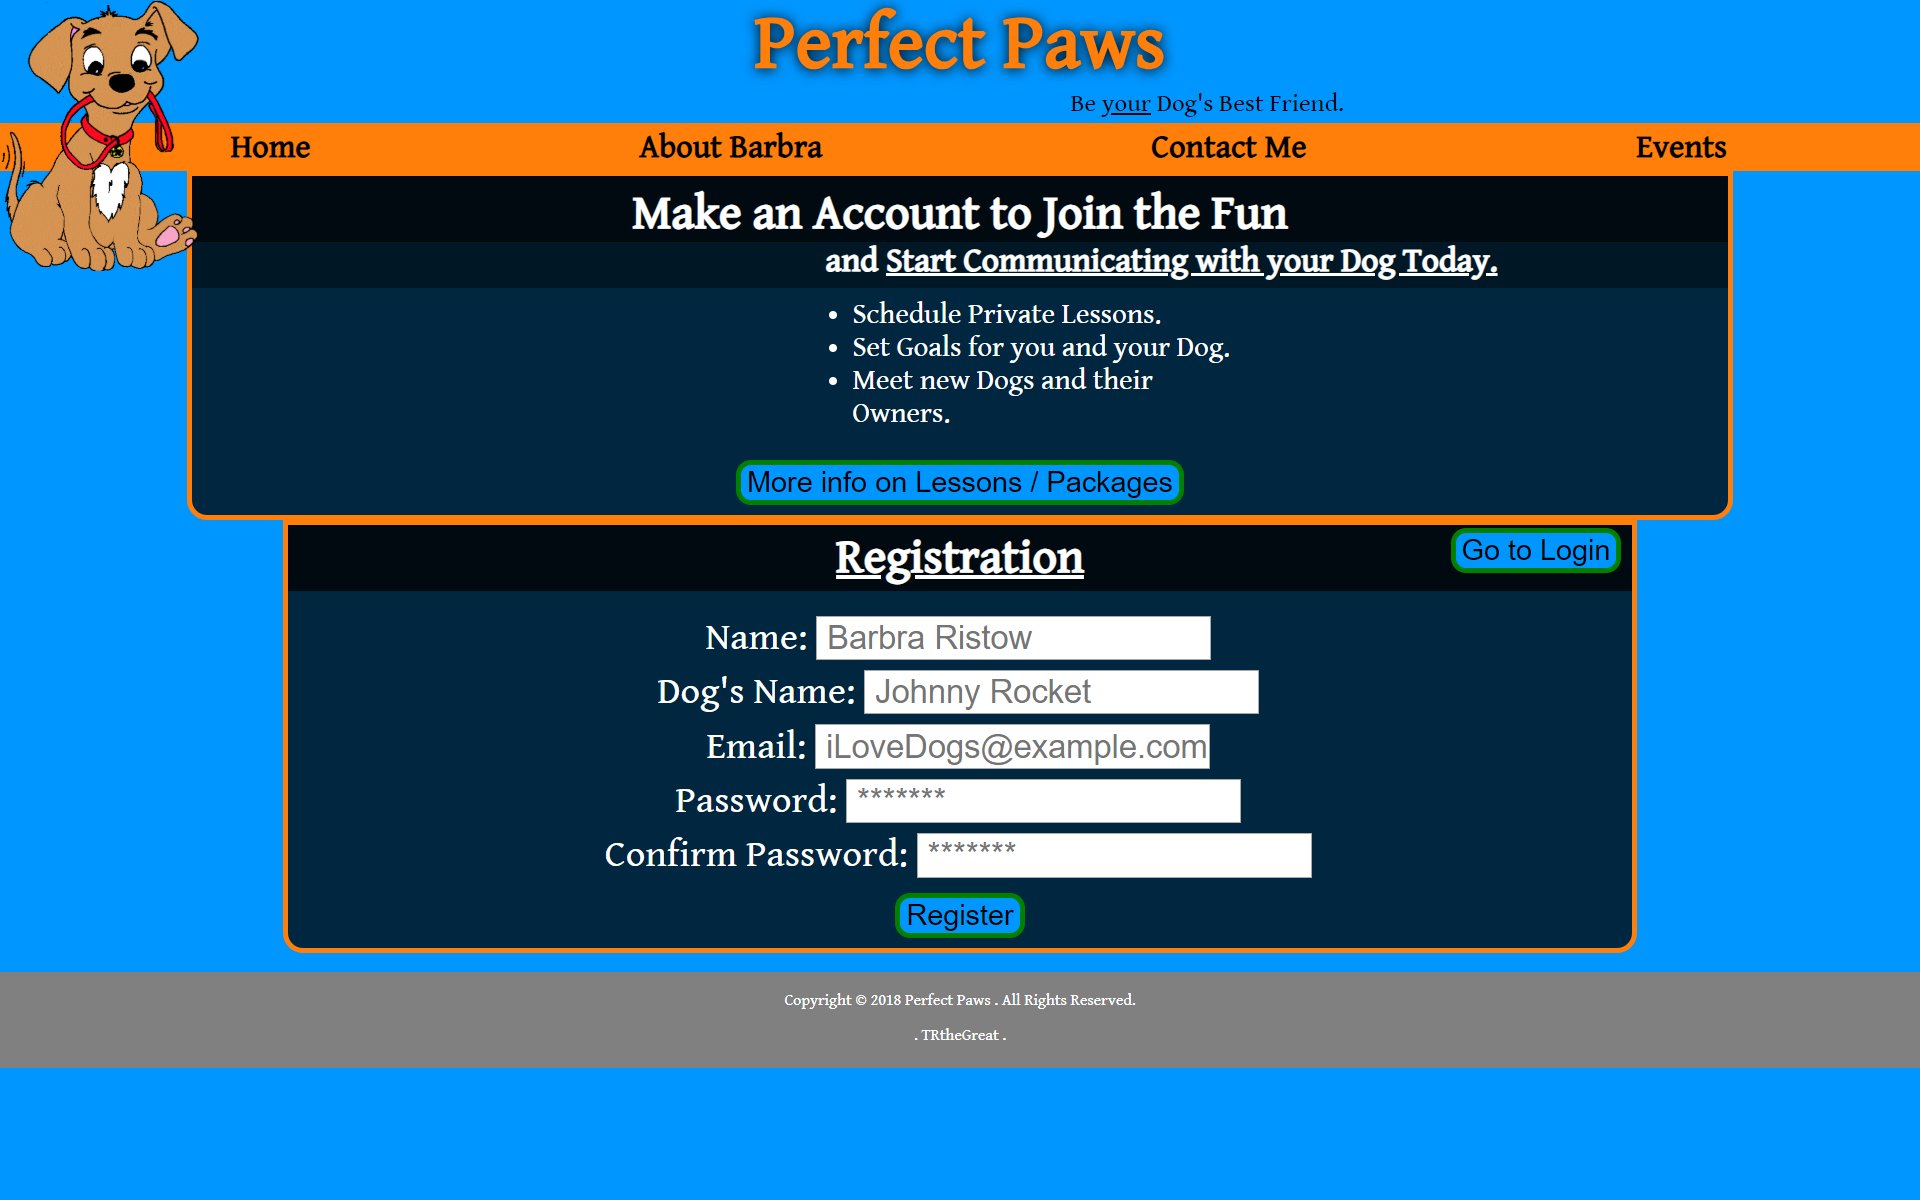 Perfect Paws
Be your Dog's Best Friend.
Home About Barbra Contact Me Events
Make an Account to Join the Fun
and Start Communicating with your Dog Today.
• Schedule Private Lessons.
• Set Goals for you and your Dog.
• Meet new Dogs and their
Owners.
More info on Lessons / Packages
Registration
Go to Login
Name: Barbra Ristow
Dog's Name: Johnny Rocket
Email: iLoveDogs@example.com
Password: *******
Confirm Password: *******
Register
Copyright © 2018 Perfect Paws . All Rights Reserved.
. TRtheGreat .